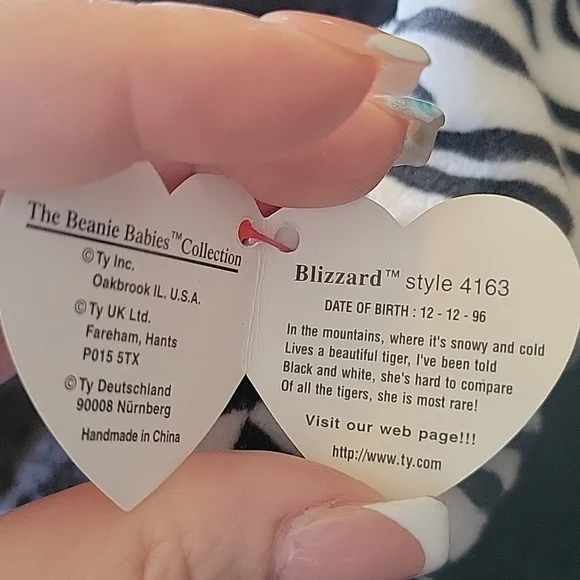 The Beanie Babies™Collection
©Ty Inc.
Oakbrook IL. U.S.A.
©Ty UK Ltd.
Fareham, Hants
P015 5TX
©Ty Deutschland
90008 Nürnberg
Handmade in China
Blizzard™ style 4163
DATE OF BIRTH : 12 - 12 - 96
In the mountains, where it's snowy and cold
Lives a beautiful tiger, I've been told
Black and white, she's hard to compare
Of all the tigers, she is most rare!
Visit our web page!!!
http://www.ty.com